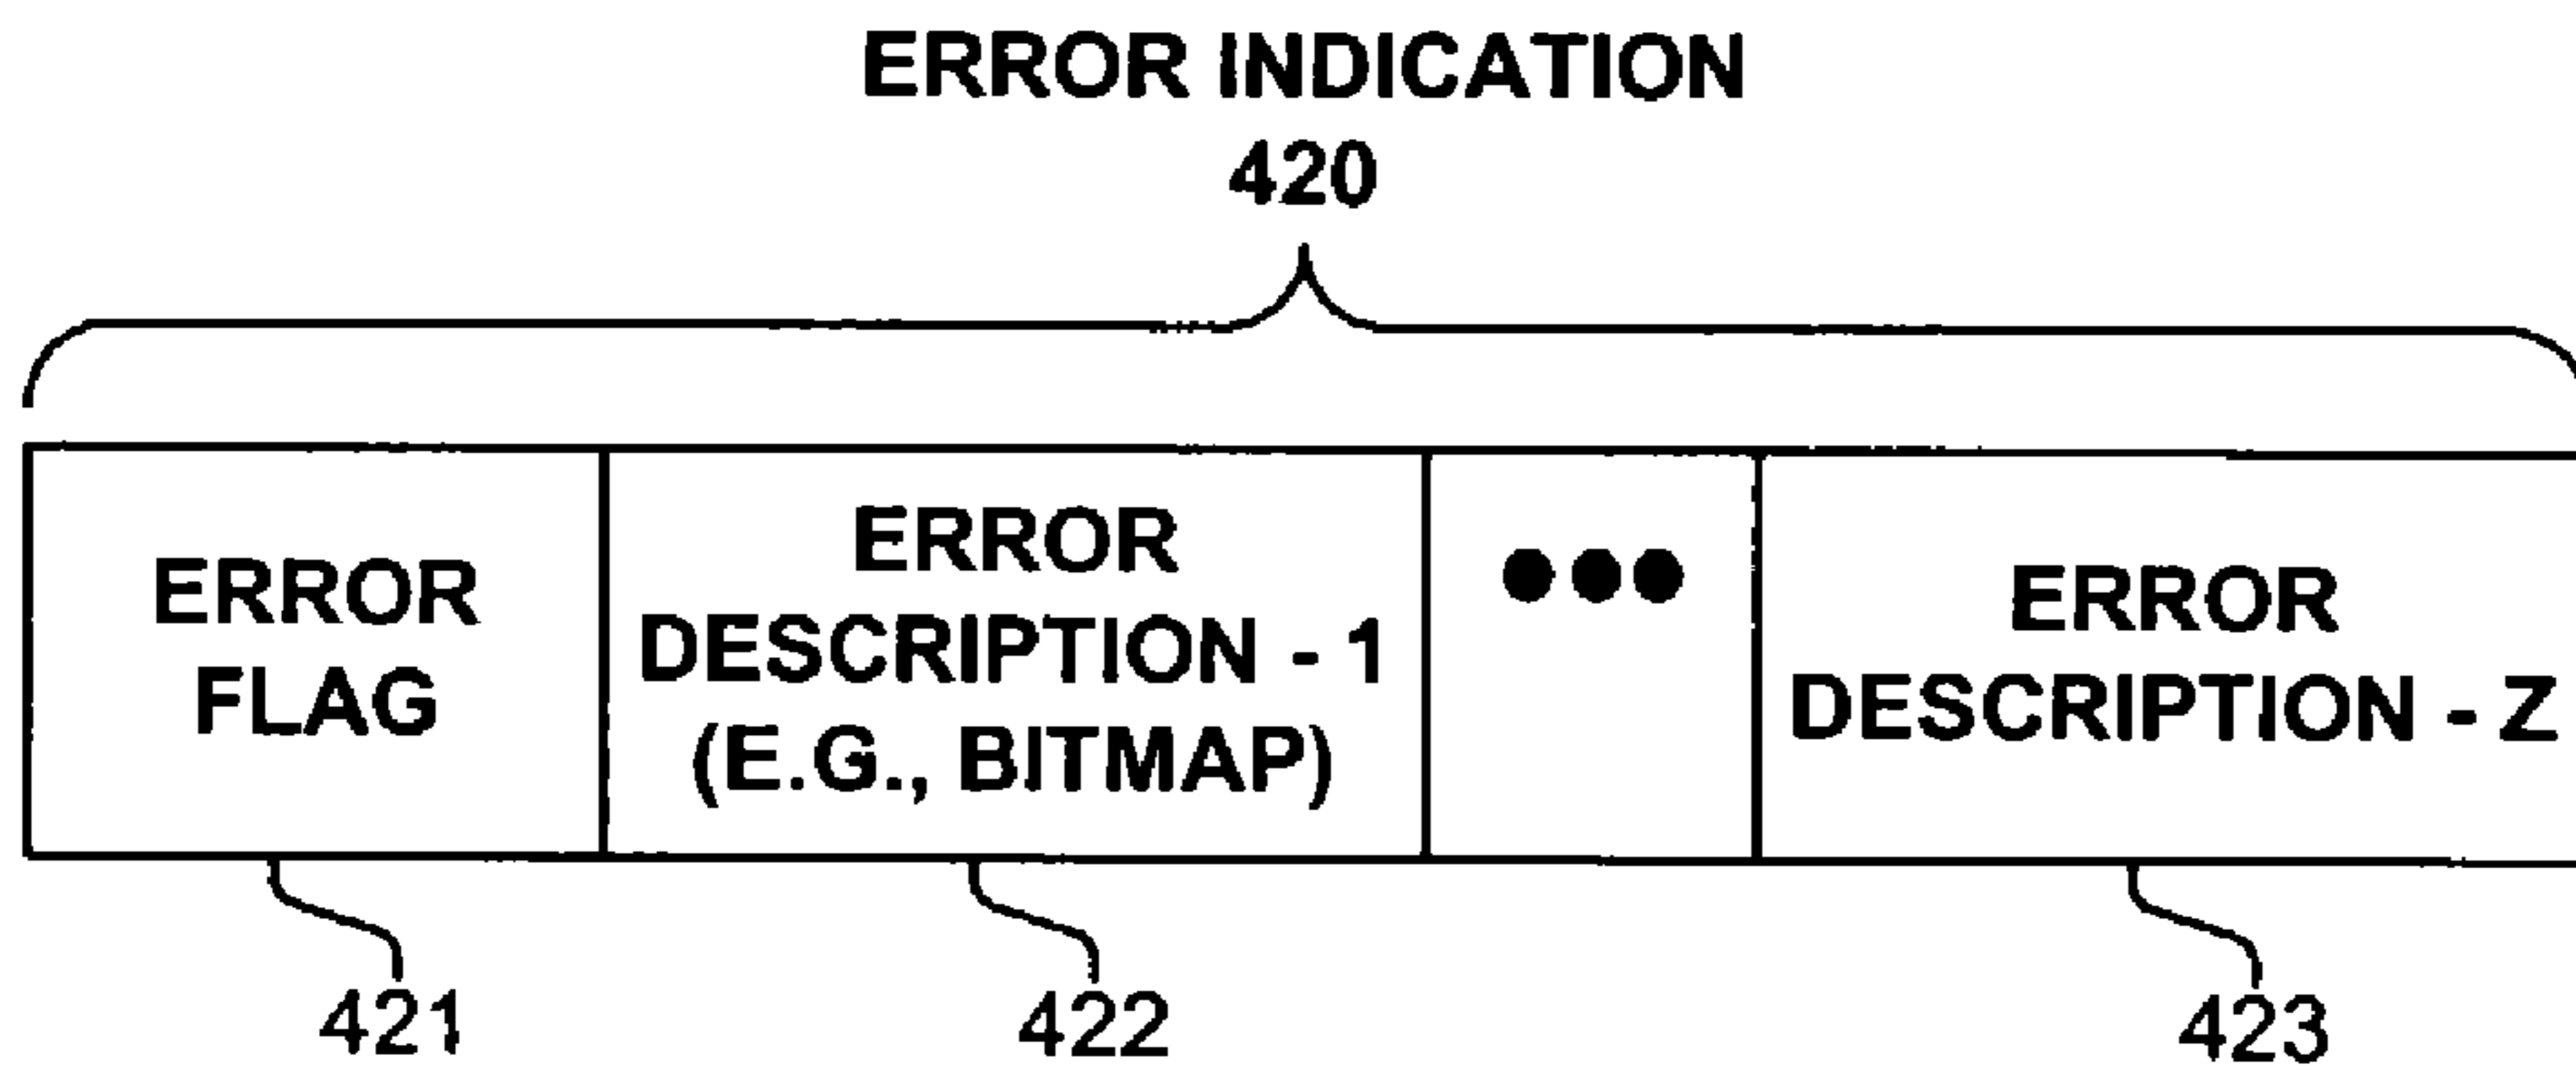 ERROR INDICATION
420
ERROR
FLAG
ERROR
DESCRIPTION - 1
(E.G., BITMAP)
●●●
ERROR
DESCRIPTION - Z
421
422
423